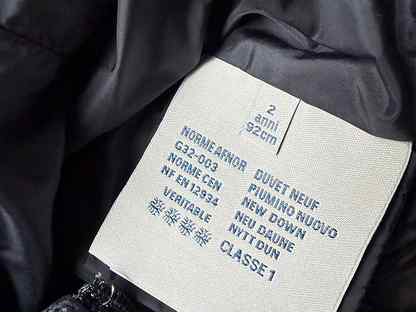 2
anni
92cm
NORME AFNOR
G32-003
NORME CEN
NF EN 12934
VERITABLE
DUVET NEUF
PIUMINO NUOVO
NEW DOWN
NEU DAUNE
NYTT DUN
CLASSE 1